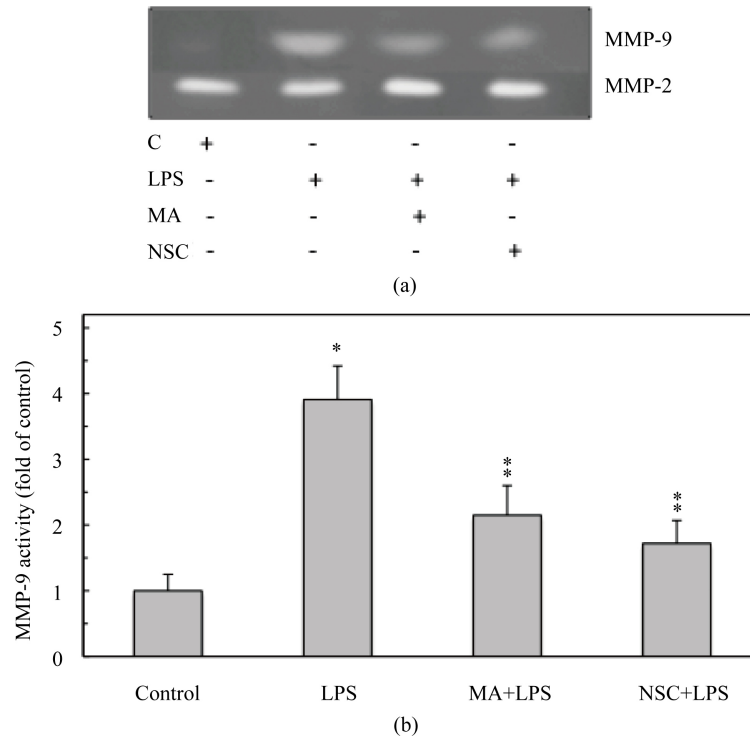 MMP-9
MMP-2
C + - - -
LPS - + + +
MA - - + -
NSC - - - +
(a)
MMP-9 activity (fold of control)
5
4
3
2
1
0
*
**
**
Control LPS MA+LPS NSC+LPS
(b)